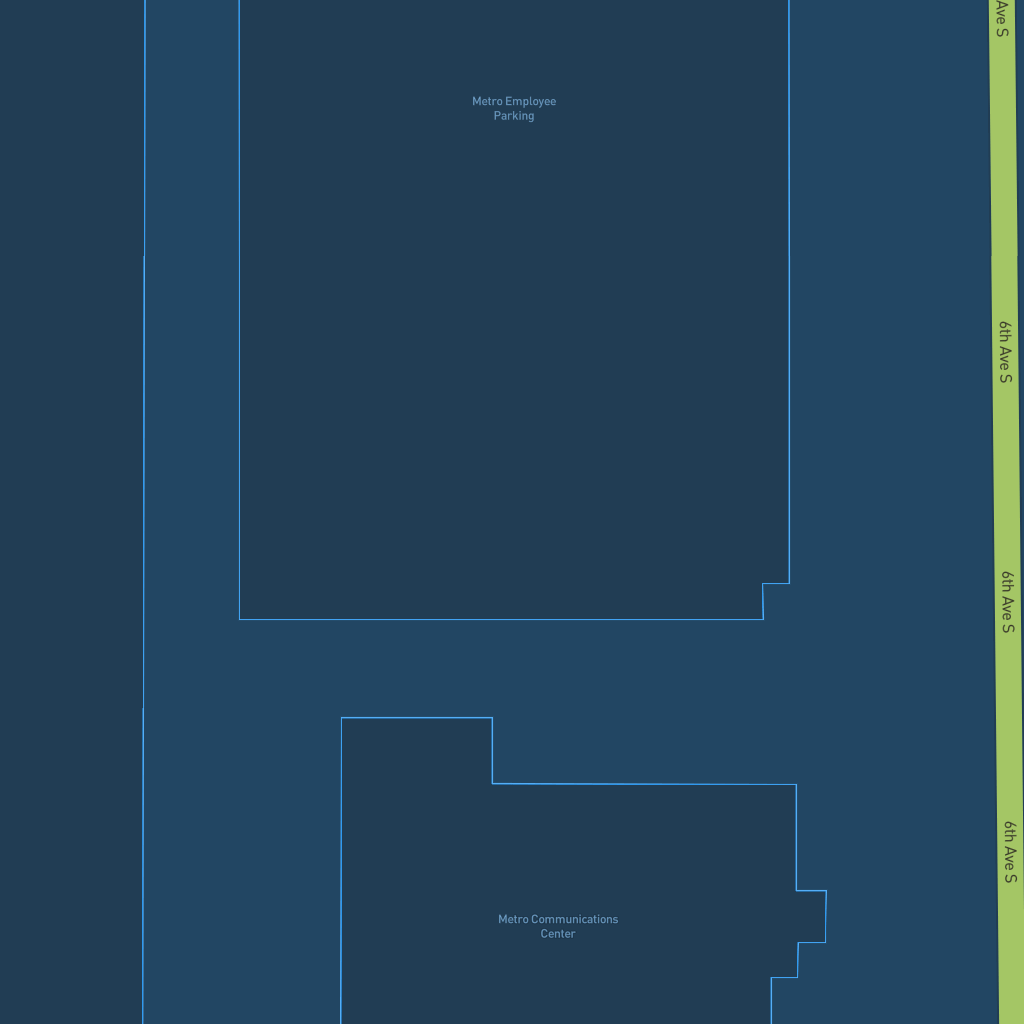 Ave S
Metro Employee
Parking
6th Ave S
6th Ave S
6th Ave S
Metro Communications
Center